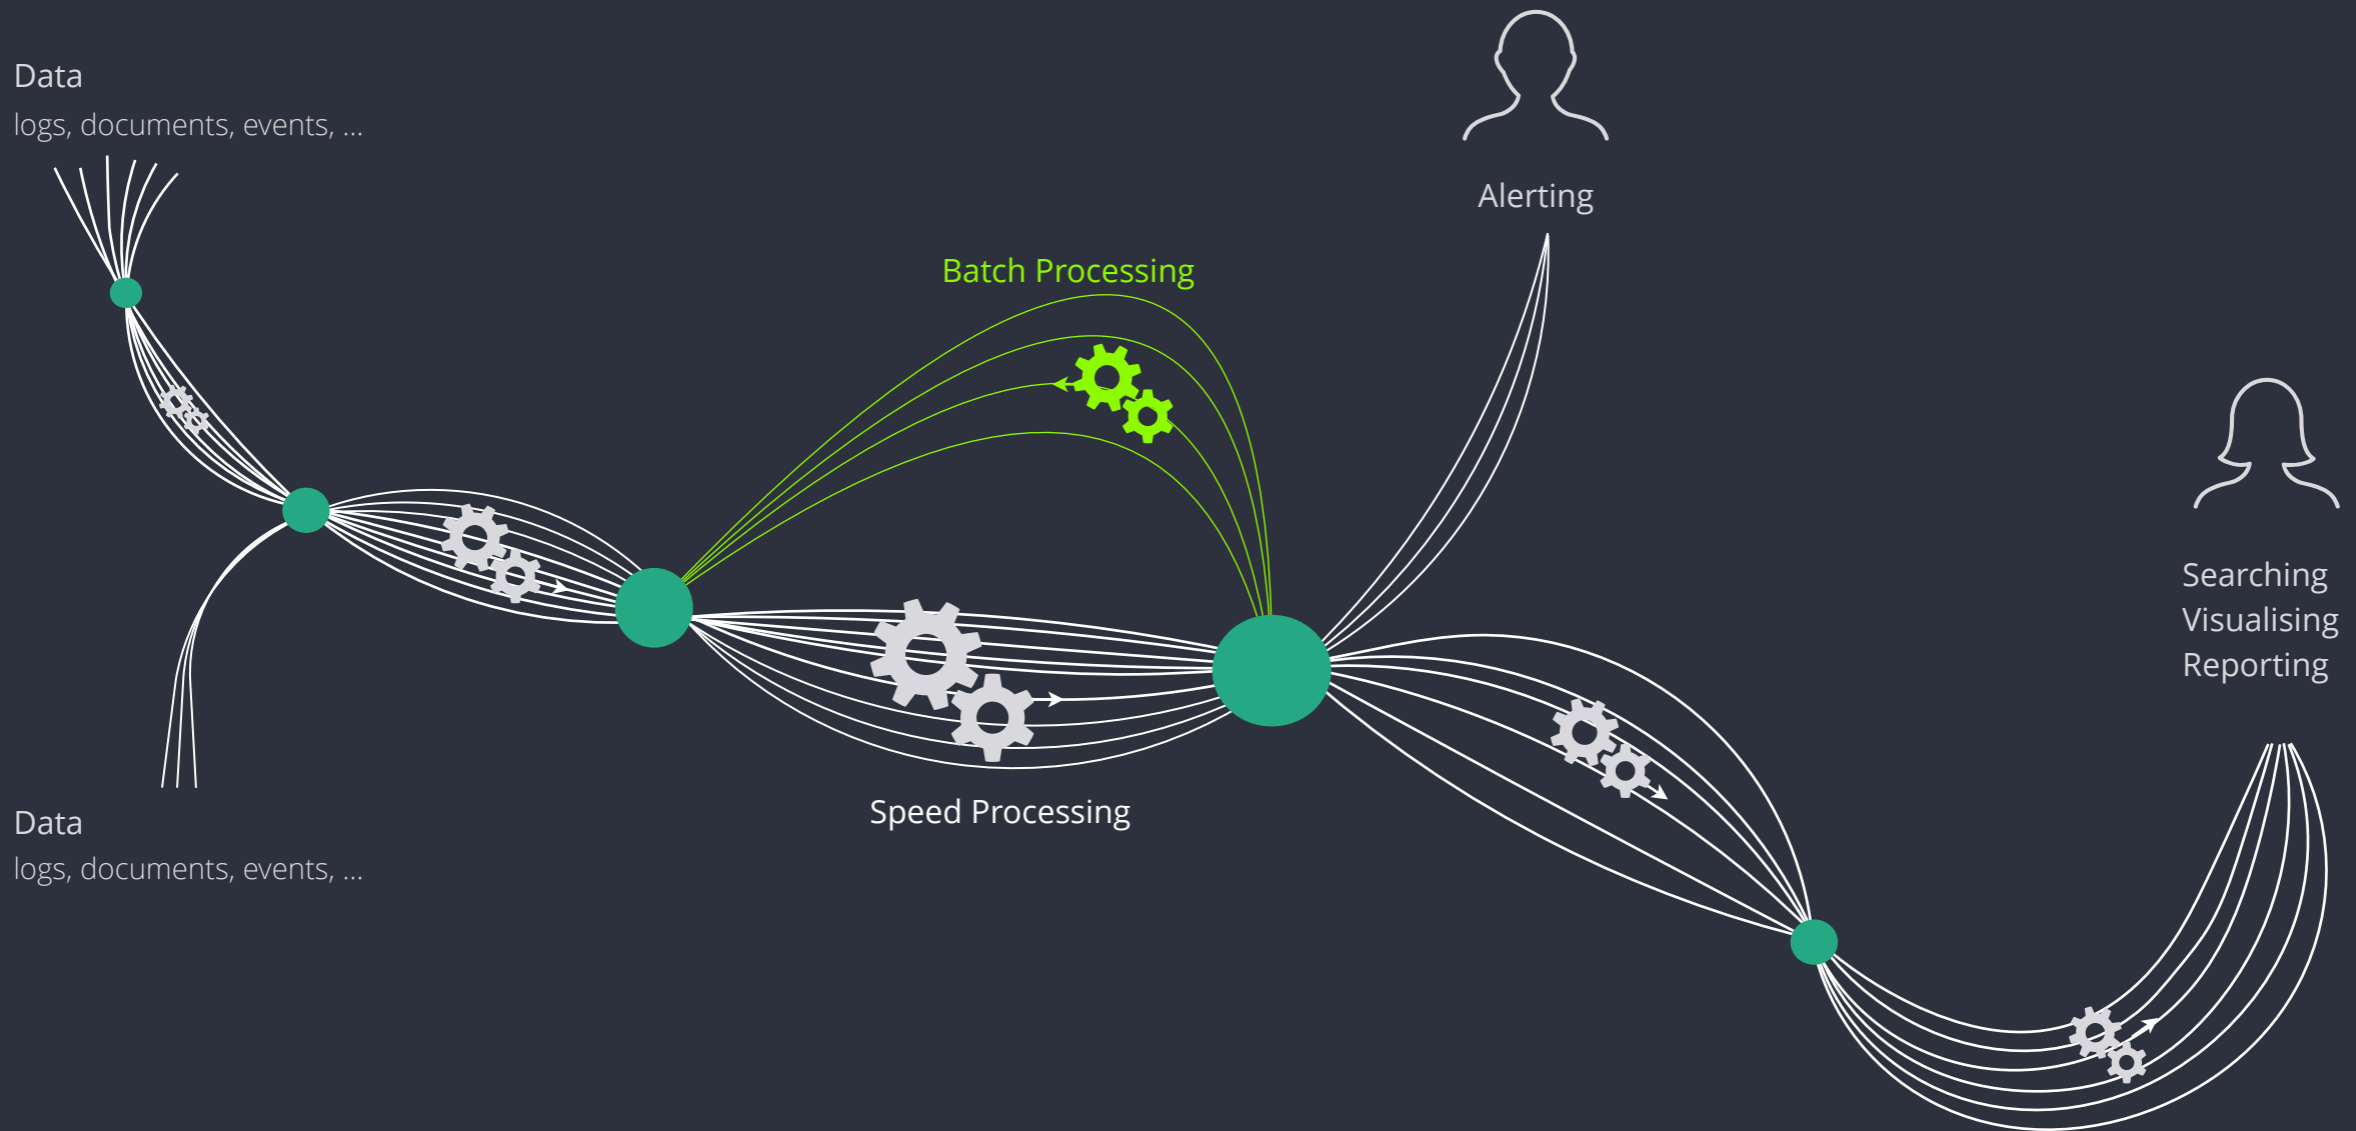 Data
logs, documents, events, ...
Alerting
Batch Processing
Searching
Visualising
Reporting
Speed Processing
Data
logs, documents, events, ...